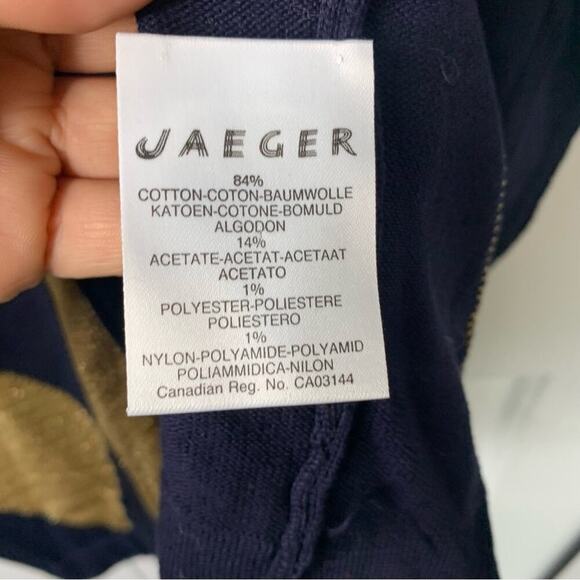 JAEGER
84%
COTTON-COTON-BAUMWOLLE
KATOEN-COTONE-BOMULD
ALGODON
14%
ACETATE-ACETAT-ACETAAT
ACETATO
1%
POLYESTER-POLIESTERE
POLIESTERO
1%
NYLON-POLYAMIDE-POLYAMID
POLIAMMIDICA-NILON
Canadian Reg. No. CA03144